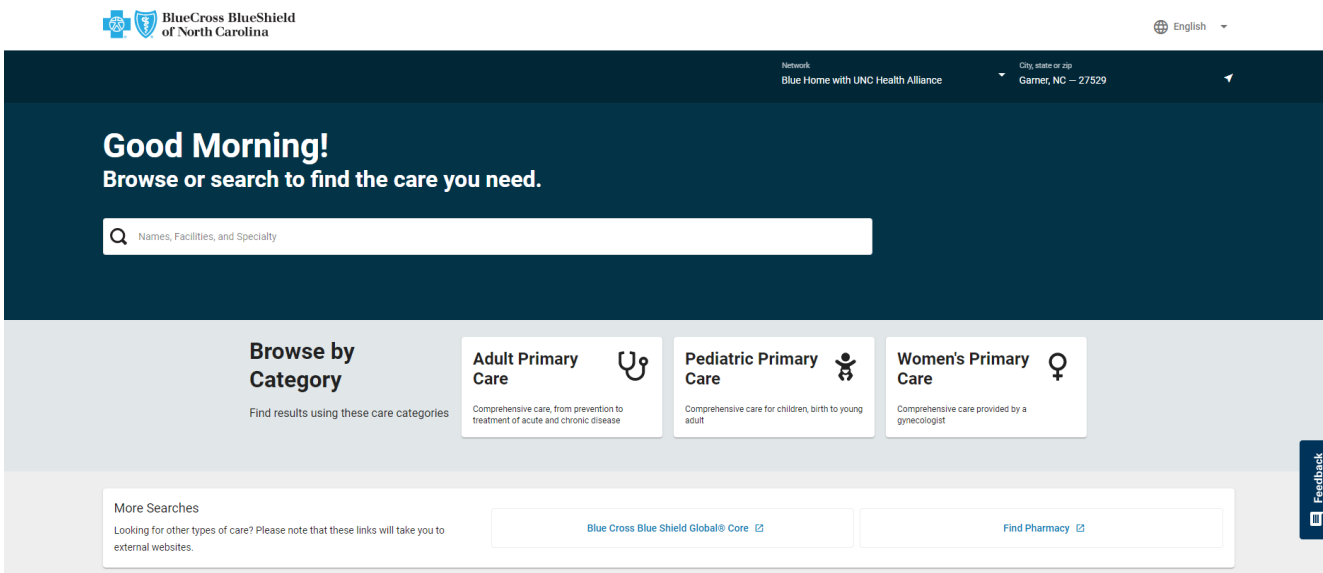 BlueCross BlueShield
of North Carolina
English
Network
Blue Home with UNC Health Alliance
City, state or zip
Garner, NC — 27529
Good Morning!
Browse or search to find the care you need.
Names, Facilities, and Specialty
Browse by
Category
Find results using these care categories
Adult Primary
Care
Comprehensive care, from prevention to
treatment of acute and chronic disease
Pediatric Primary
Care
Comprehensive care for children, birth to young
adult
Women's Primary
Care
Comprehensive care provided by a
gynecologist
Feedback
More Searches
Looking for other types of care? Please note that these links will take you to
external websites.
Blue Cross Blue Shield Global® Core
Find Pharmacy